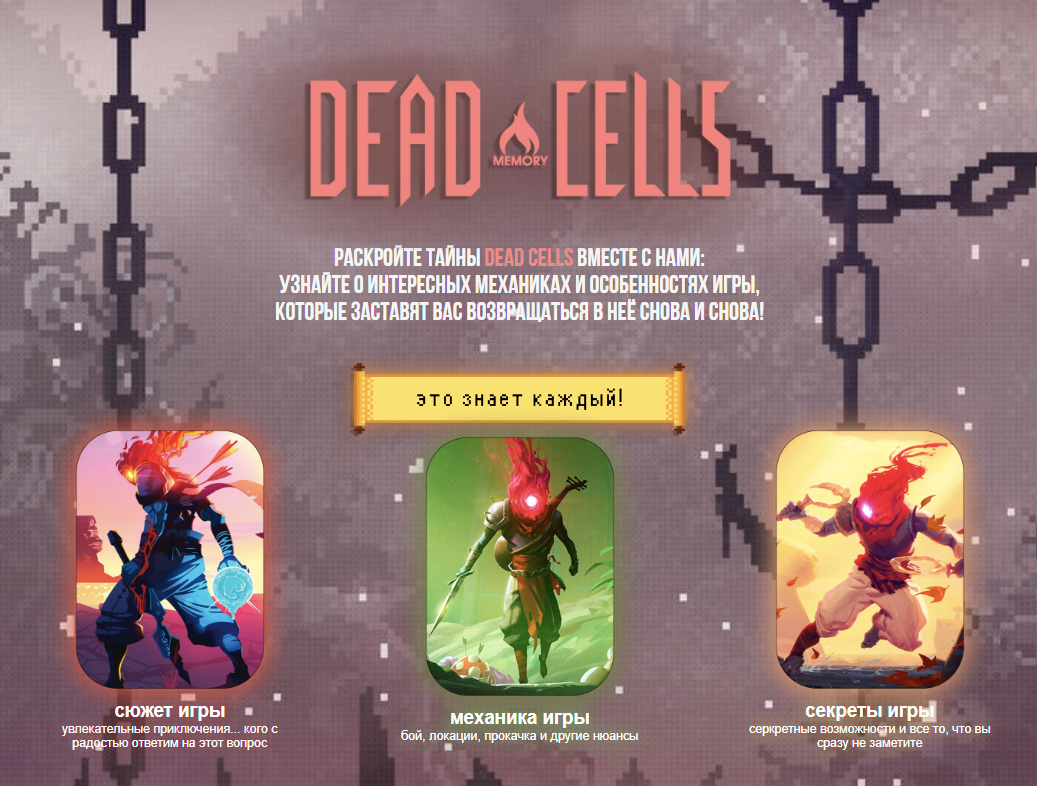 DEAD CELLS
MEMORY
РАСКРОЙТЕ ТАЙНЫ DEAD CELLS ВМЕСТЕ С НАМИ:
УЗНАЙТЕ О ИНТЕРЕСНЫХ МЕХАНИКАХ И ОСОБЕННОСТЯХ ИГРЫ,
КОТОРЫЕ ЗАСТАВЯТ ВАС ВОЗВРАЩАТЬСЯ В НЕЁ СНОВА И СНОВА!
это знает каждый!
сюжет игры
увлекательные приключения... кого с
радостью ответим на этот вопрос
механика игры
бой, локации, прокачка и другие нюансы
секреты игры
серкретные возможности и все то, что вы
сразу не заметите